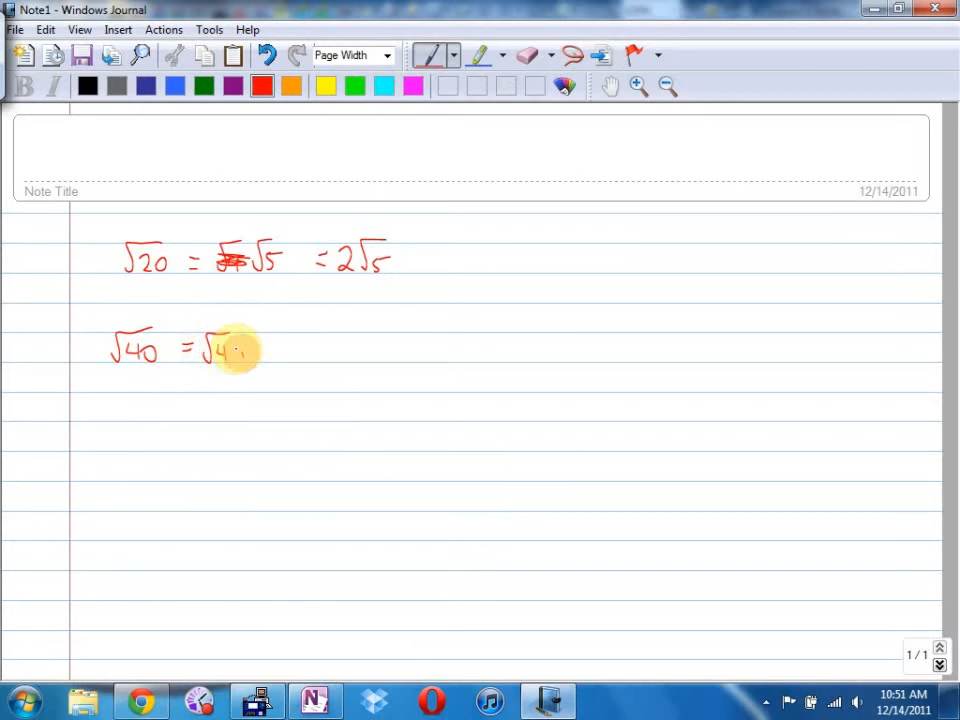 Note1 - Windows Journal
File Edit View Insert Actions Tools Help
Page Width
B I
Note Title 12/14/2011
√20 = √4 √5 = 2√5
√40 = √4
1 / 1
10:51 AM
12/14/2011